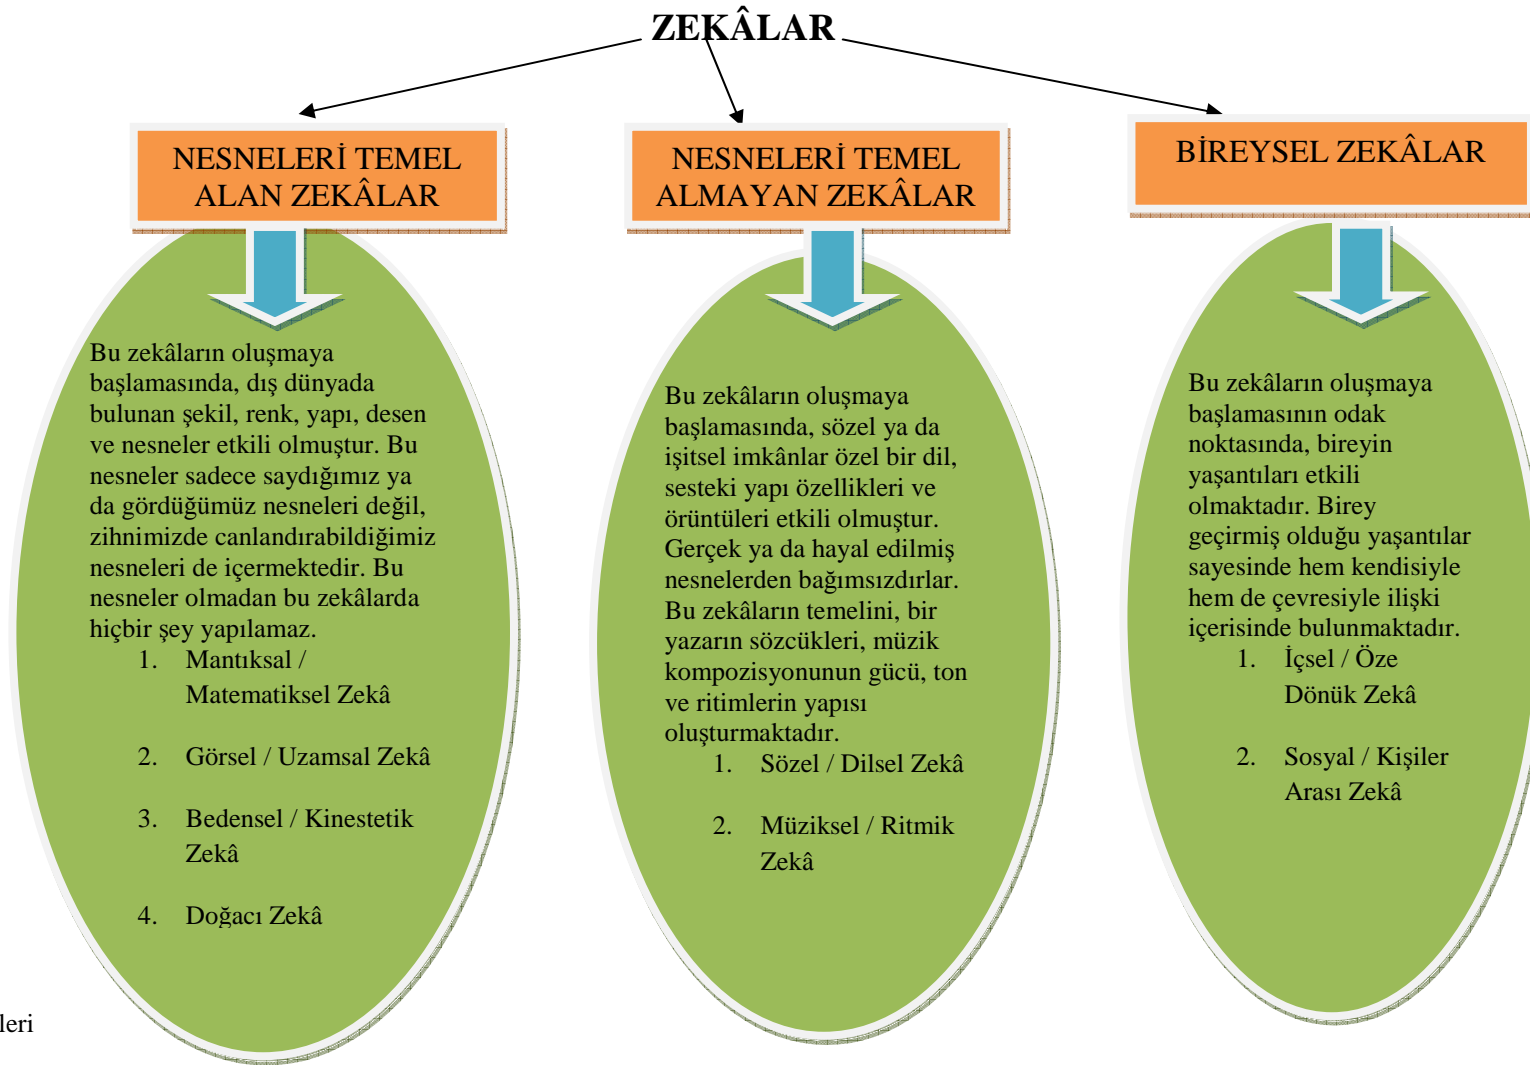 ZEKÂLAR
NESNELERİ TEMEL
ALAN ZEKÂLAR
Bu zekâların oluşmaya
başlamasında, dış dünyada
bulunan şekil, renk, yapı, desen
ve nesneler etkili olmuştur. Bu
nesneler sadece saydığımız ya
da gördüğümüz nesneleri değil,
zihnimizde canlandırabildiğimiz
nesneleri de içermektedir. Bu
nesneler olmadan bu zekâlarda
hiçbir şey yapılamaz.
1. Mantıksal /
Matematiksel Zekâ
2. Görsel / Uzamsal Zekâ
3. Bedensel / Kinestetik
Zekâ
4. Doğacı Zekâ
NESNELERİ TEMEL
ALMAYAN ZEKÂLAR
Bu zekâların oluşmaya
başlamasında, sözel ya da
işitsel imkânlar özel bir dil,
sesteki yapı özellikleri ve
örüntüleri etkili olmuştur.
Gerçek ya da hayal edilmiş
nesnelerden bağımsızdırlar.
Bu zekâların temelini, bir
yazarın sözcükleri, müzik
kompozisyonunun gücü, ton
ve ritimlerin yapısı
oluşturmaktadır.
1. Sözel / Dilsel Zekâ
2. Müziksel / Ritmik
Zekâ
BİREYSEL ZEKÂLAR
Bu zekâların oluşmaya
başlamasının odak
noktasında, bireyin
yaşantıları etkili
olmaktadır. Birey
geçirmiş olduğu yaşantılar
sayesinde hem kendisiyle
hem de çevresiyle ilişki
içerisinde bulunmaktadır.
1. İçsel / Öze
Dönük Zekâ
2. Sosyal / Kişiler
Arası Zekâ
leri